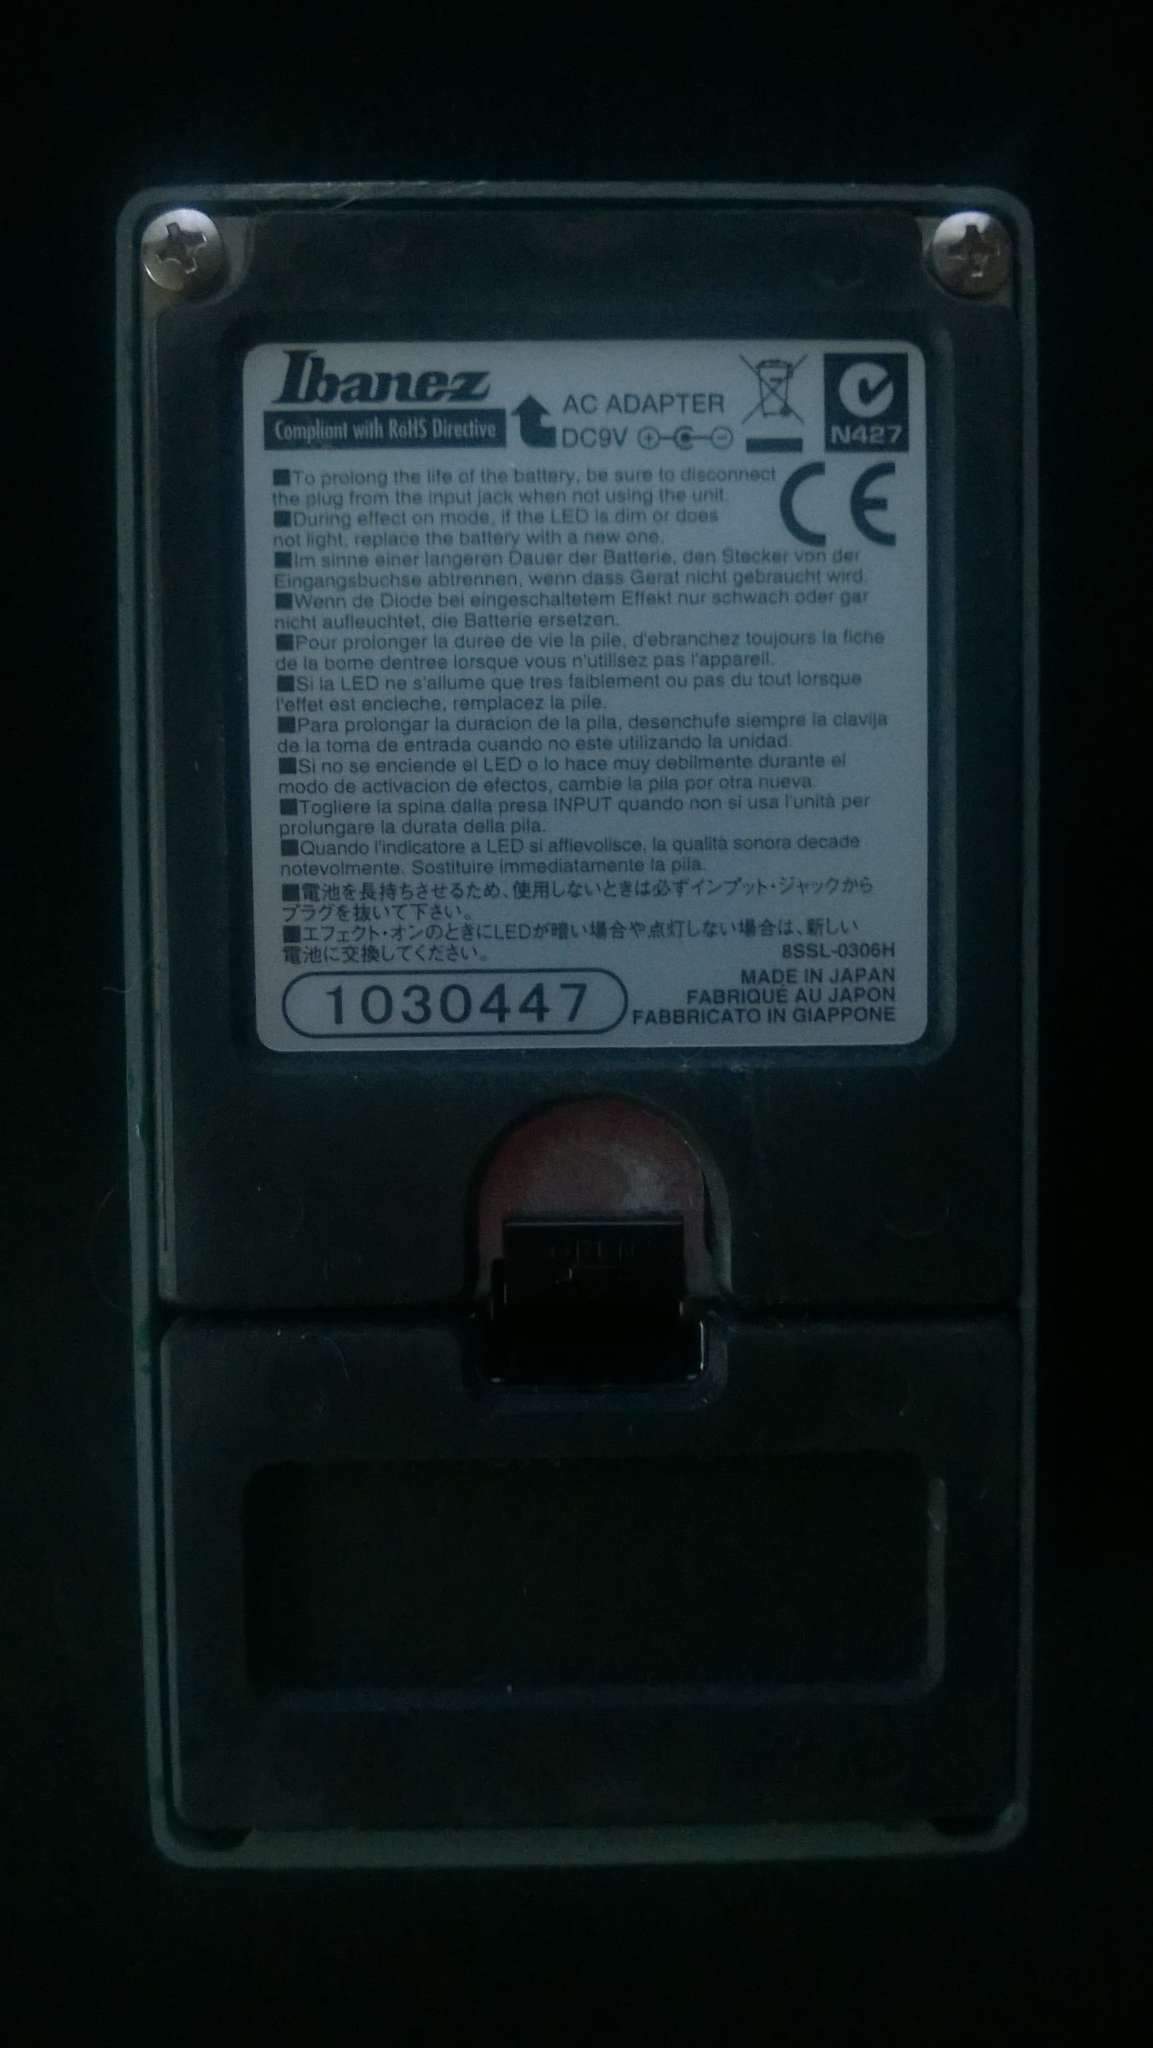 Ibanez
Compliant with RoHS Directive
AC ADAPTER
DC9V
N427
CE
■To prolong the life of the battery, be sure to disconnect
the plug from the input jack when not using the unit.
■During effect on mode, if the LED is dim or does
not light, replace the battery with a new one.
■Im sinne einer langeren Dauer der Batterie, den Stecker von der
Eingangsbuchse abtrennen, wenn dass Gerat nicht gebraucht wird.
■Wenn de Diode bei eingeschaltetem Effekt nur schwach oder gar
nicht aufleuchtet, die Batterie ersetzen.
■Pour prolonger la duree de vie la pile, d'ebranchez toujours la fiche
de la borne dentree lorsque vous n'utilisez pas l'appareil.
■Si la LED ne s'allume que tres faiblement ou pas du tout lorsque
l'effet est encleche, remplacez la pile.
■Para prolongar la duracion de la pila, desenchufe siempre la clavija
de la toma de entrada cuando no este utilizando la unidad.
■Si no se enciende el LED o lo hace muy debilmente durante el
modo de activacion de efectos, cambie la pila por otra nueva.
■Togliere la spina dalla presa INPUT quando non si usa l'unità per
prolungare la durata della pila.
■Quando l'indicatore a LED si affievolisce, la qualità sonora decade
notevolmente. Sostituire immediatamente la pila.
■電池を長持ちさせるため、使用しないときは必ずインプット・ジャックから
プラグを抜いて下さい。
■エフェクト・オンのときにLEDが暗い場合や点灯しない場合は、新しい
電池に交換してください。
8SSL-0306H
MADE IN JAPAN
FABRIQUÉ AU JAPON
FABBRICATO IN GIAPPONE
1030447